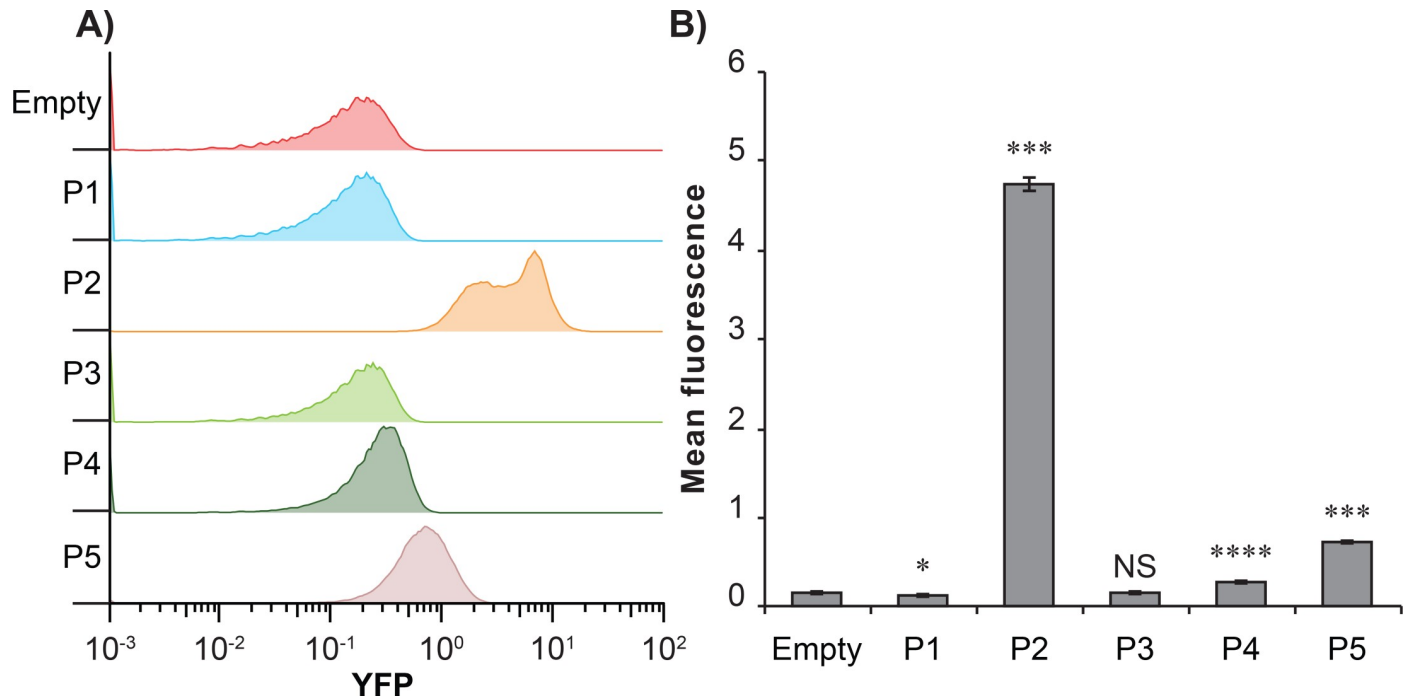 A)
Empty
P1
P2
P3
P4
P5
10-3 10-2 10-1 100 101 102
YFP
B)
Mean fluorescence
6
5
4
3
2
1
0
*
***
NS
****
***
Empty P1 P2 P3 P4 P5